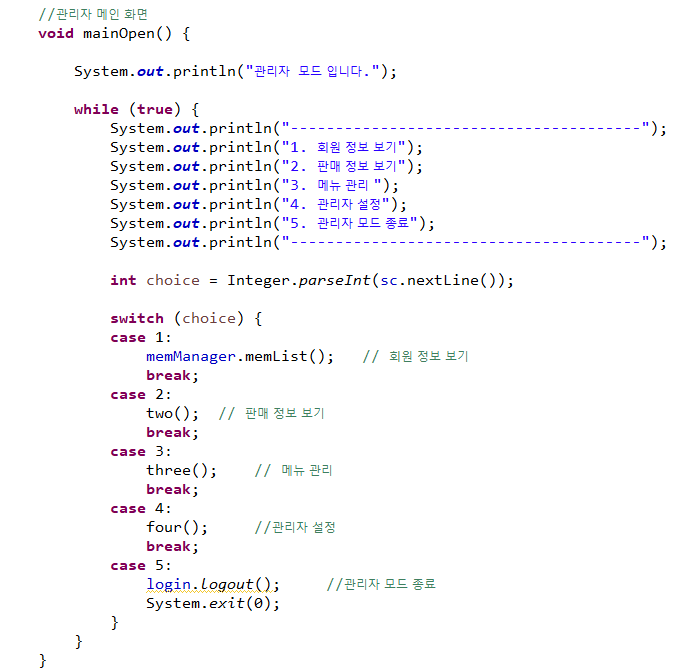 //관리자 메인 화면
void mainOpen() {
System.out.println("관리자 모드 입니다.");
while (true) {
System.out.println("---------------------------------------");
System.out.println("1. 회원 정보 보기");
System.out.println("2. 판매 정보 보기");
System.out.println("3. 메뉴 관리 ");
System.out.println("4. 관리자 설정");
System.out.println("5. 관리자 모드 종료");
System.out.println("---------------------------------------");
int choice = Integer.parseInt(sc.nextLine());
switch (choice) {
case 1:
memManager.memList(); // 회원 정보 보기
break;
case 2:
two(); // 판매 정보 보기
break;
case 3:
three(); // 메뉴 관리
break;
case 4:
four(); //관리자 설정
break;
case 5:
login.logout(); //관리자 모드 종료
System.exit(0);
}
}
}